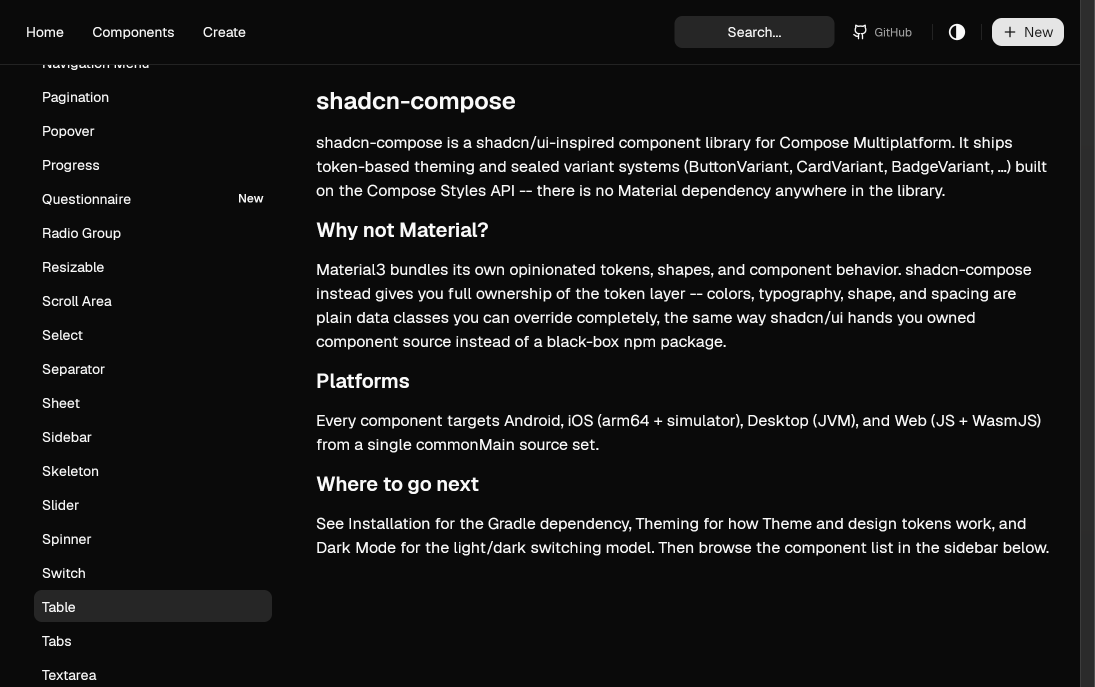 Home
Components
Create
Search...
GitHub
New
Navigation Menu
Pagination
Popover
Progress
Questionnaire
New
Radio Group
Resizable
Scroll Area
Select
Separator
Sheet
Sidebar
Skeleton
Slider
Spinner
Switch
Table
Tabs
Textarea
shadcn-compose
shadcn-compose is a shadcn/ui-inspired component library for Compose Multiplatform. It ships
token-based theming and sealed variant systems (ButtonVariant, CardVariant, BadgeVariant, ...) built
on the Compose Styles API -- there is no Material dependency anywhere in the library.
Why not Material?
Material3 bundles its own opinionated tokens, shapes, and component behavior. shadcn-compose
instead gives you full ownership of the token layer -- colors, typography, shape, and spacing are
plain data classes you can override completely, the same way shadcn/ui hands you owned
component source instead of a black-box npm package.
Platforms
Every component targets Android, iOS (arm64 + simulator), Desktop (JVM), and Web (JS + WasmJS)
from a single commonMain source set.
Where to go next
See Installation for the Gradle dependency, Theming for how Theme and design tokens work, and
Dark Mode for the light/dark switching model. Then browse the component list in the sidebar below.